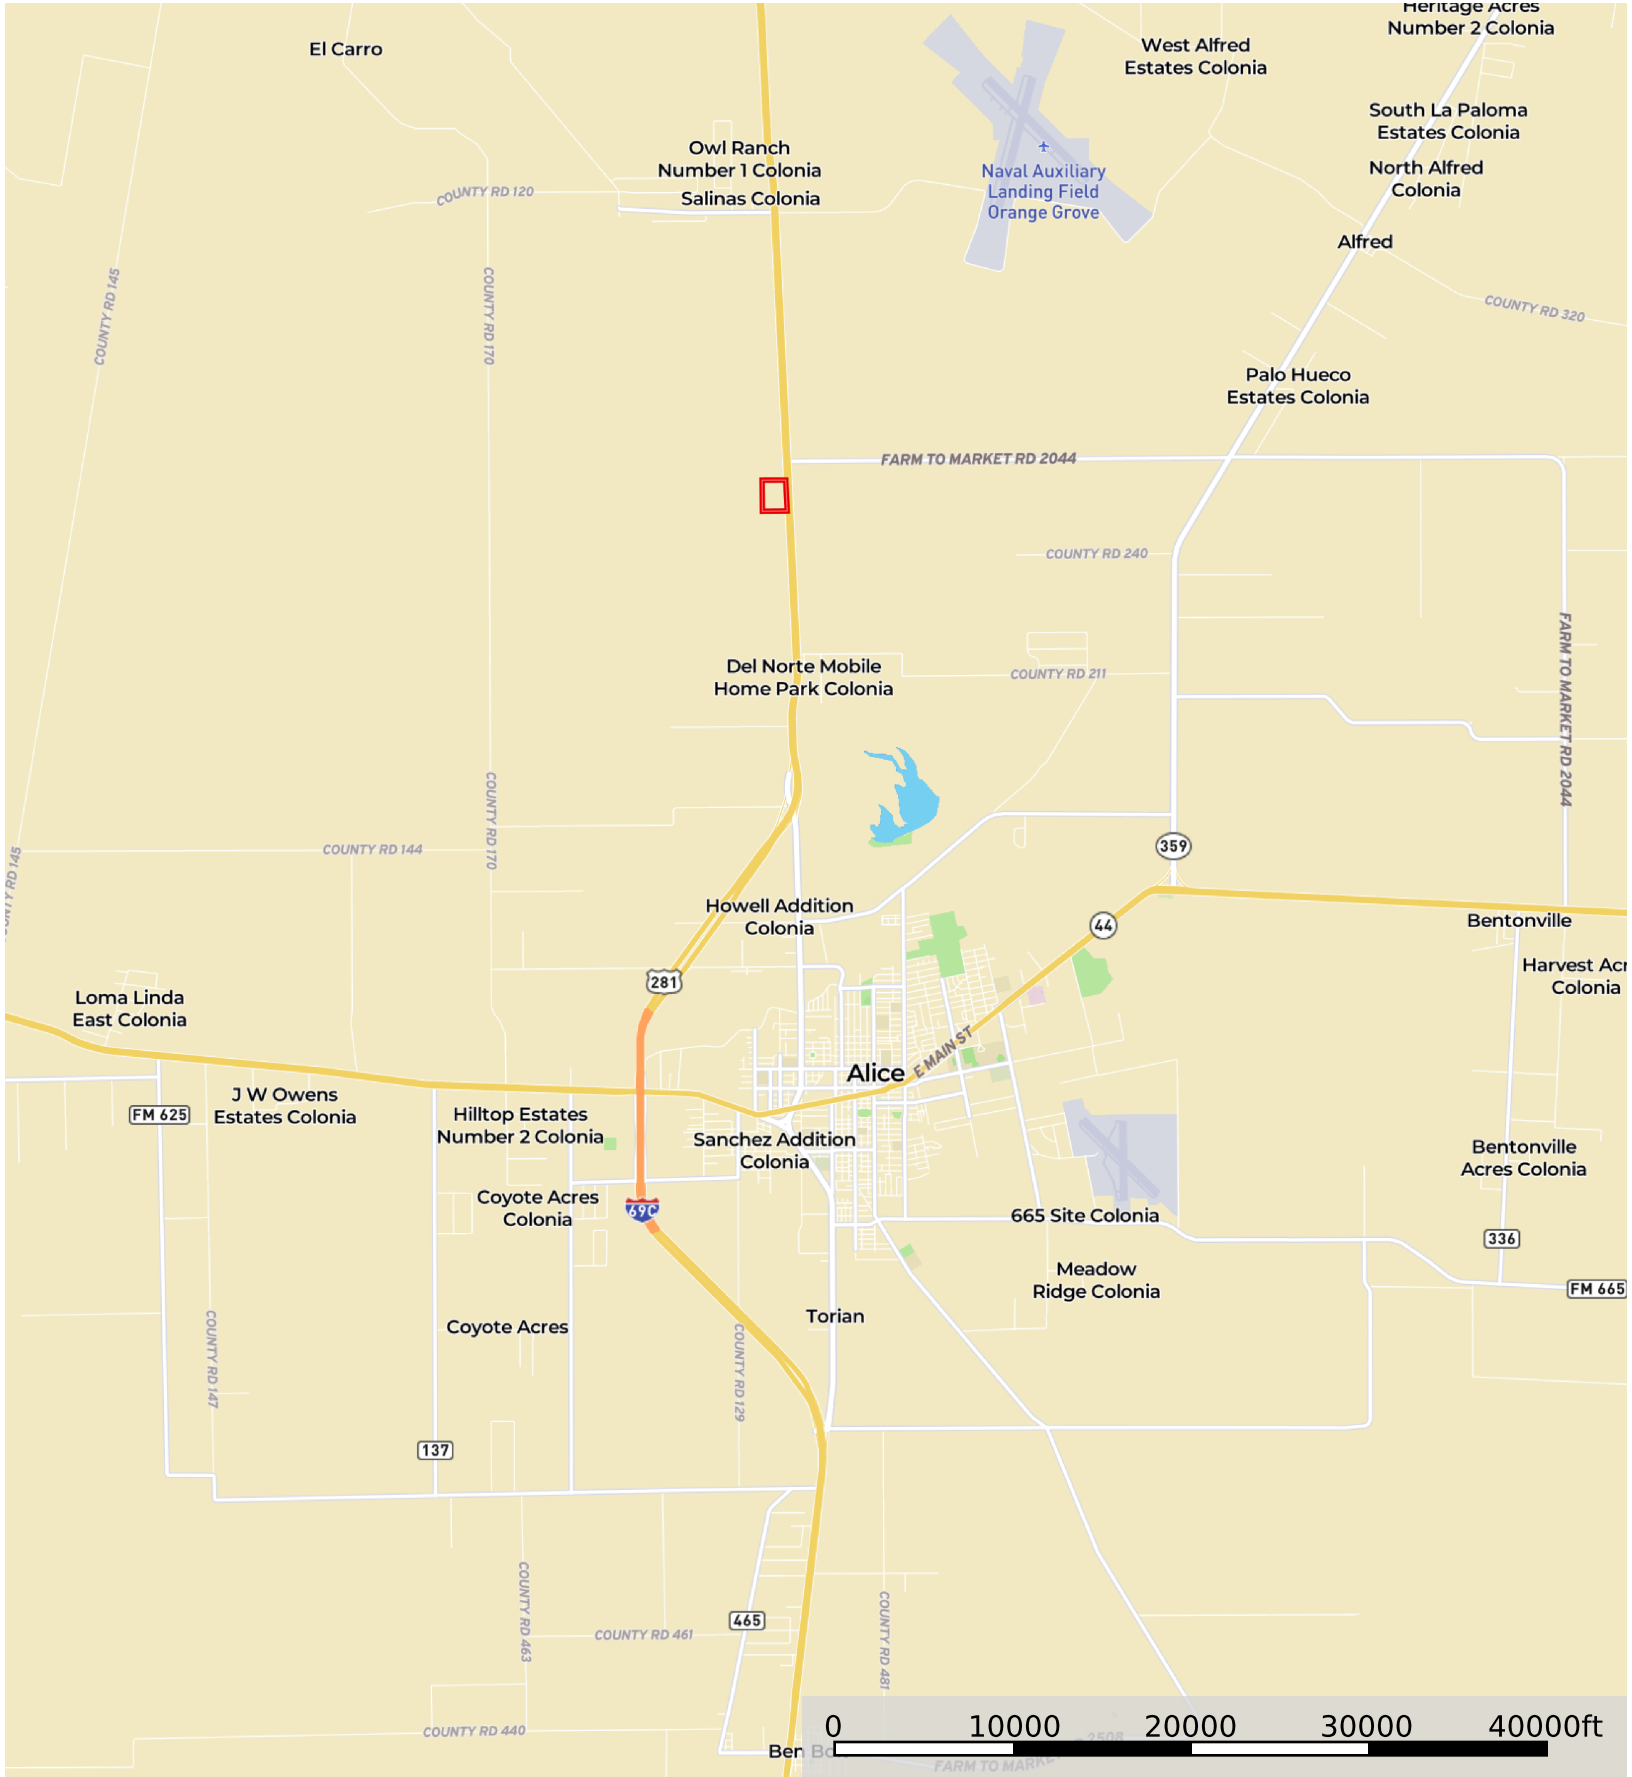 Heritage Acres
Number 2 Colonia
El Carro
West Alfred
Estates Colonia
South La Paloma
Estates Colonia
Owl Ranch
Number 1 Colonia
Naval Auxiliary
Landing Field
Orange Grove
North Alfred
Colonia
COUNTY RD 120
Salinas Colonia
Alfred
COUNTY RD 145
COUNTY RD 170
COUNTY RD 320
Palo Hueco
Estates Colonia
FARM TO MARKET RD 2044
COUNTY RD 240
Del Norte Mobile
Home Park Colonia
COUNTY RD 211
FARM TO MARKET RD 2044
COUNTY RD 170
COUNTY RD 144
359
COUNTY RD 145
Howell Addition
Colonia
44
Bentonville
281
Harvest Acr
Colonia
Loma Linda
East Colonia
E MAIN ST
Alice
J W Owens
Estates Colonia
FM 625
Hilltop Estates
Number 2 Colonia
Sanchez Addition
Colonia
Bentonville
Acres Colonia
Coyote Acres
Colonia
69C
665 Site Colonia
336
Meadow
Ridge Colonia
FM 665
Torian
Coyote Acres
COUNTY RD 147
COUNTY RD 129
137
COUNTY RD 463
COUNTY RD 461
465
COUNTY RD 481
COUNTY RD 440
0 10000 20000 30000 40000ft
Ben Bo
2508
FARM TO MARKE